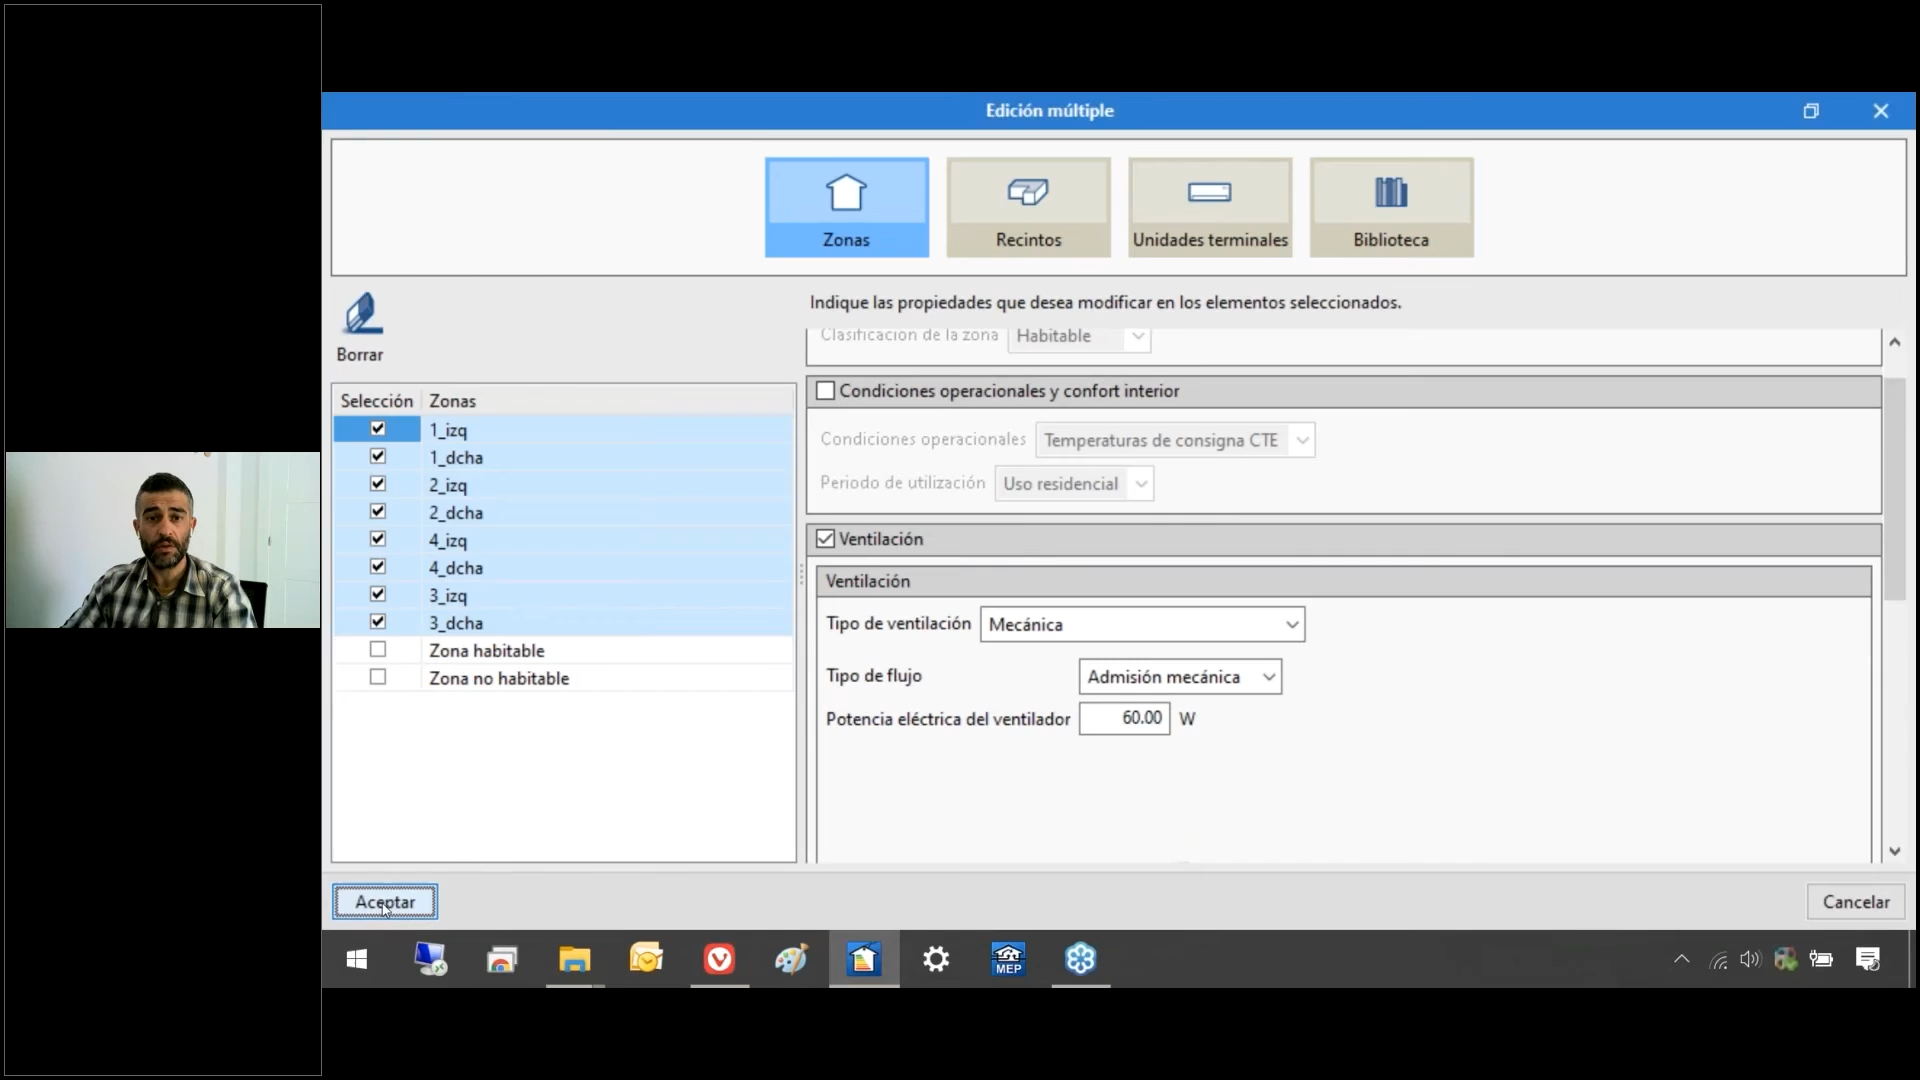 Edición múltiple
Zonas
Recintos
Unidades terminales
Biblioteca
Borrar
Indique las propiedades que desea modificar en los elementos seleccionados.
Clasificación de la zona Habitable
Selección Zonas
1_izq
1_dcha
2_izq
2_dcha
4_izq
4_dcha
3_izq
3_dcha
Zona habitable
Zona no habitable
Condiciones operacionales y confort interior
Condiciones operacionales Temperaturas de consigna CTE
Periodo de utilización Uso residencial
Ventilación
Ventilación
Tipo de ventilación Mecánica
Tipo de flujo Admisión mecánica
Potencia eléctrica del ventilador 60.00 W
Aceptar
Cancelar
MEP